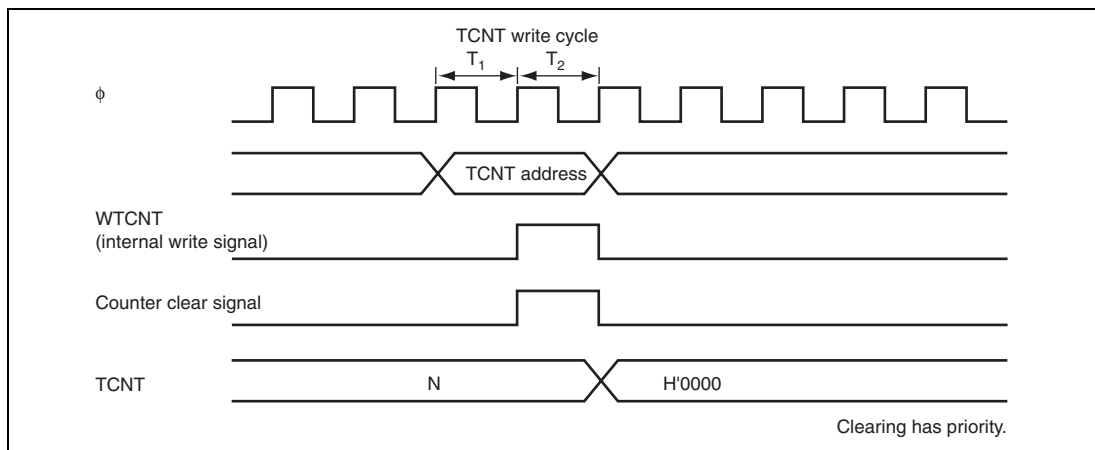 TCNT write cycle
T₁ T₂
ϕ
TCNT address
WTCNT
(internal write signal)
Counter clear signal
TCNT N H'0000
Clearing has priority.